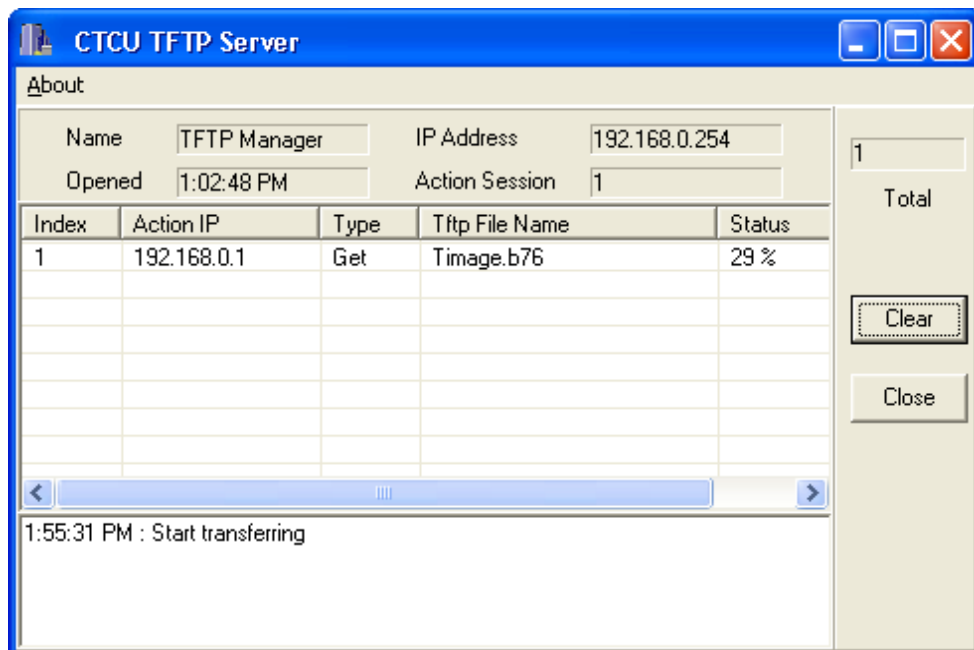 CTCU TFTP Server
About
Name TFTP Manager IP Address 192.168.0.254
1
Opened 1:02:48 PM Action Session 1
Total
Index Action IP Type Tftp File Name Status
1 192.168.0.1 Get Timage.b76 29 %
Clear
Close
1:55:31 PM : Start transferring